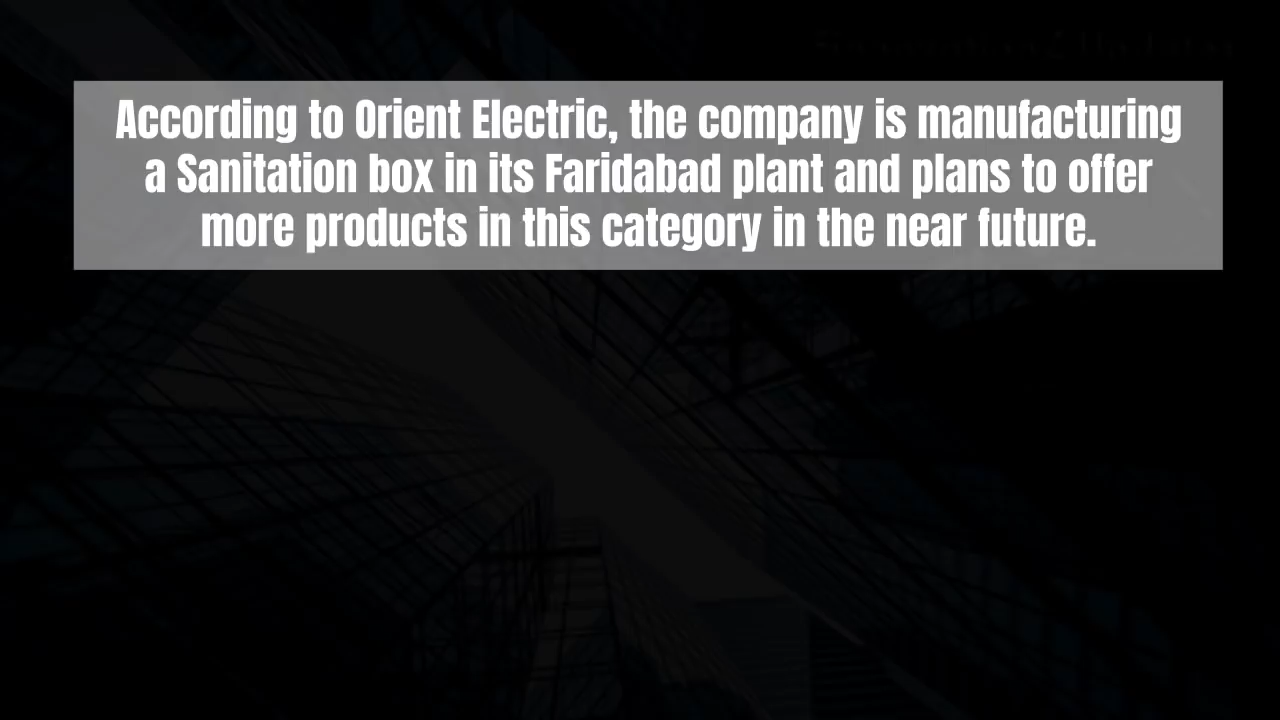 According to Orient Electric, the company is manufacturing
a Sanitation box in its Faridabad plant and plans to offer
more products in this category in the near future.